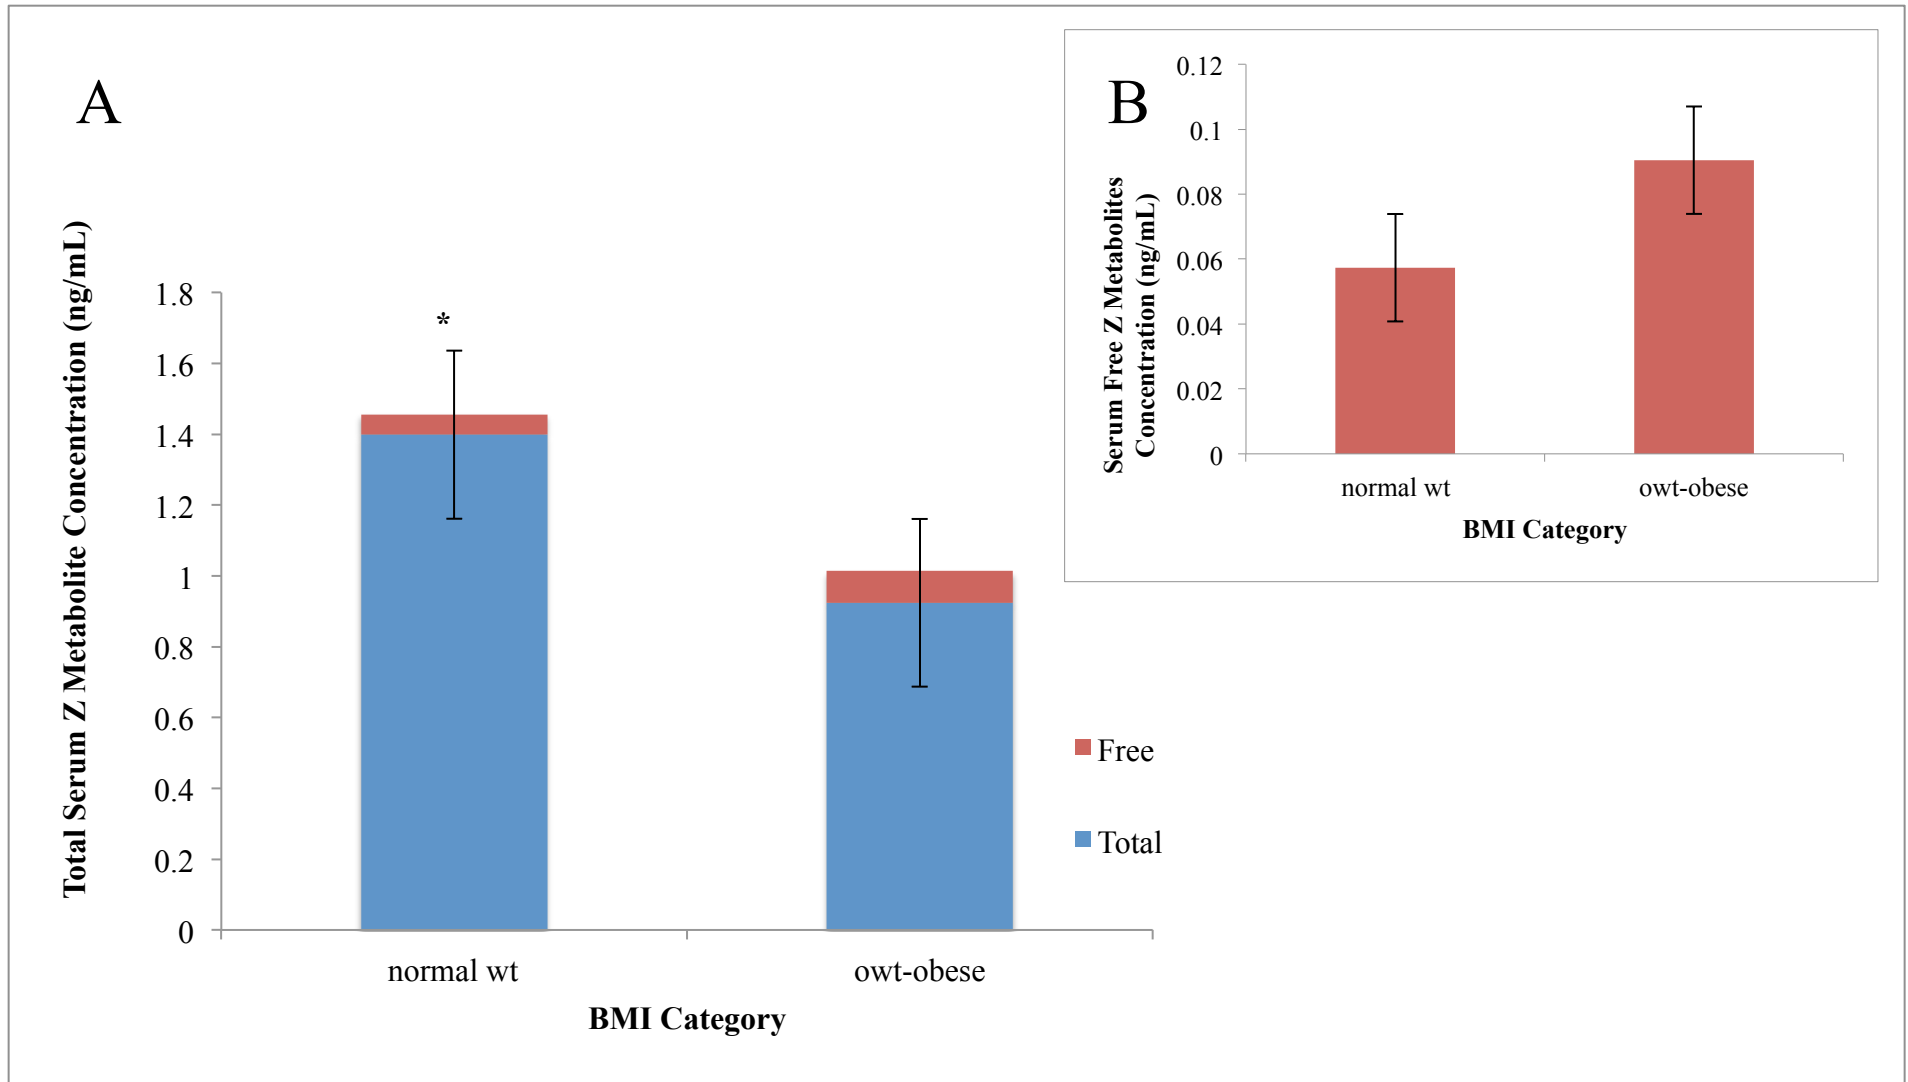 A
Total Serum Z Metabolite Concentration (ng/mL)
1.8
1.6
1.4
1.2
1
0.8
0.6
0.4
0.2
0
*
normal wt
owt-obese
BMI Category
Free
Total
B
Serum Free Z Metabolites
Concentration (ng/mL)
0.12
0.1
0.08
0.06
0.04
0.02
0
normal wt
owt-obese
BMI Category